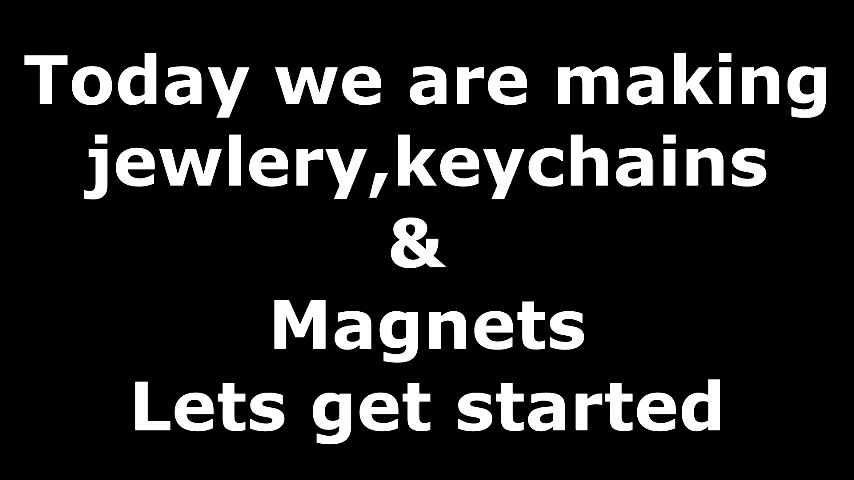 Today we are making
jewlery,keychains
&
Magnets
Lets get started